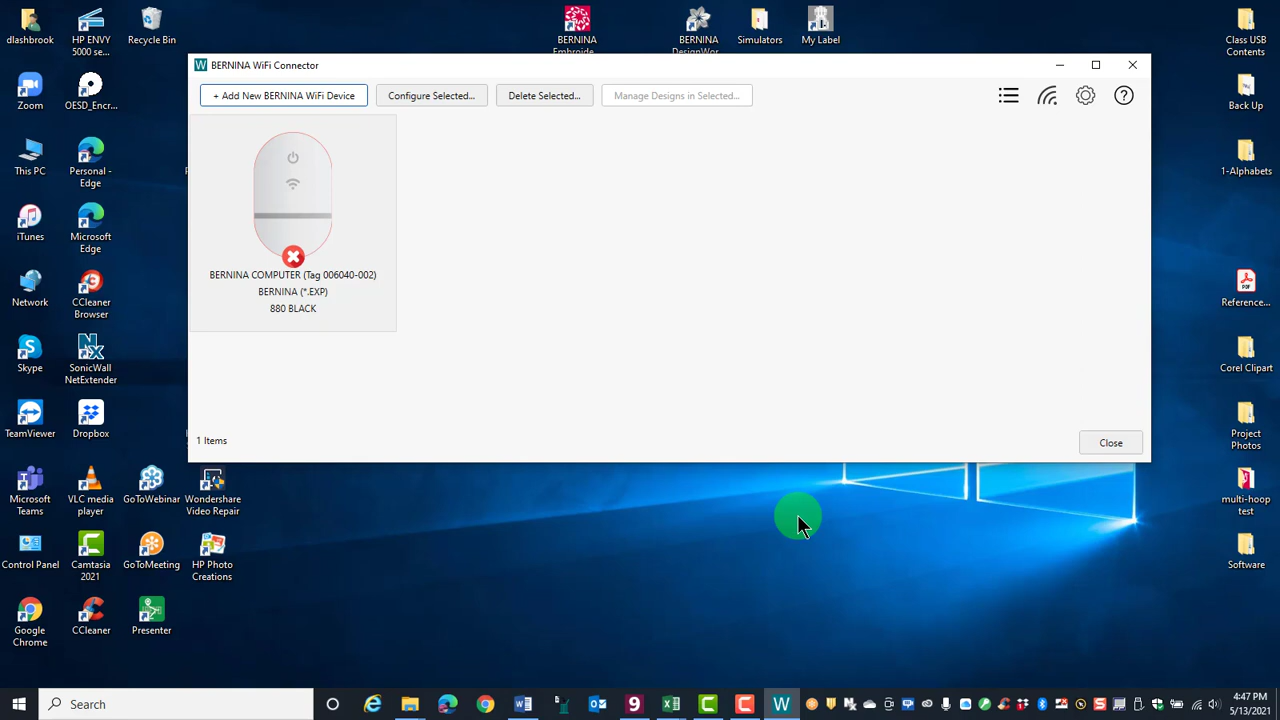 dlashbrook
HP ENVY
5000 se...
Recycle Bin
BERNINA
Embroide...
BERNINA
DesignWor...
Simulators
My Label
Class USB
Contents
BERNINA WiFi Connector
+ Add New BERNINA WiFi Device
Configure Selected...
Delete Selected...
Manage Designs in Selected...
Zoom
OESD_Encr...
Back Up
This PC
Personal -
Edge
1-Alphabets
iTunes
Microsoft
Edge
BERNINA COMPUTER (Tag 006040-002)
BERNINA (*.EXP)
880 BLACK
Network
CCleaner
Browser
Reference...
Skype
SonicWall
NetExtender
Corel Clipart
TeamViewer
Dropbox
1 Items
Close
Project
Photos
Microsoft
Teams
VLC media
player
GoToWebinar
Wondershare
Video Repair
multi-hoop
test
Control Panel
Camtasia
2021
GoToMeeting
HP Photo
Creations
Software
Google
Chrome
CCleaner
Presenter
Search
4:47 PM
5/13/2021